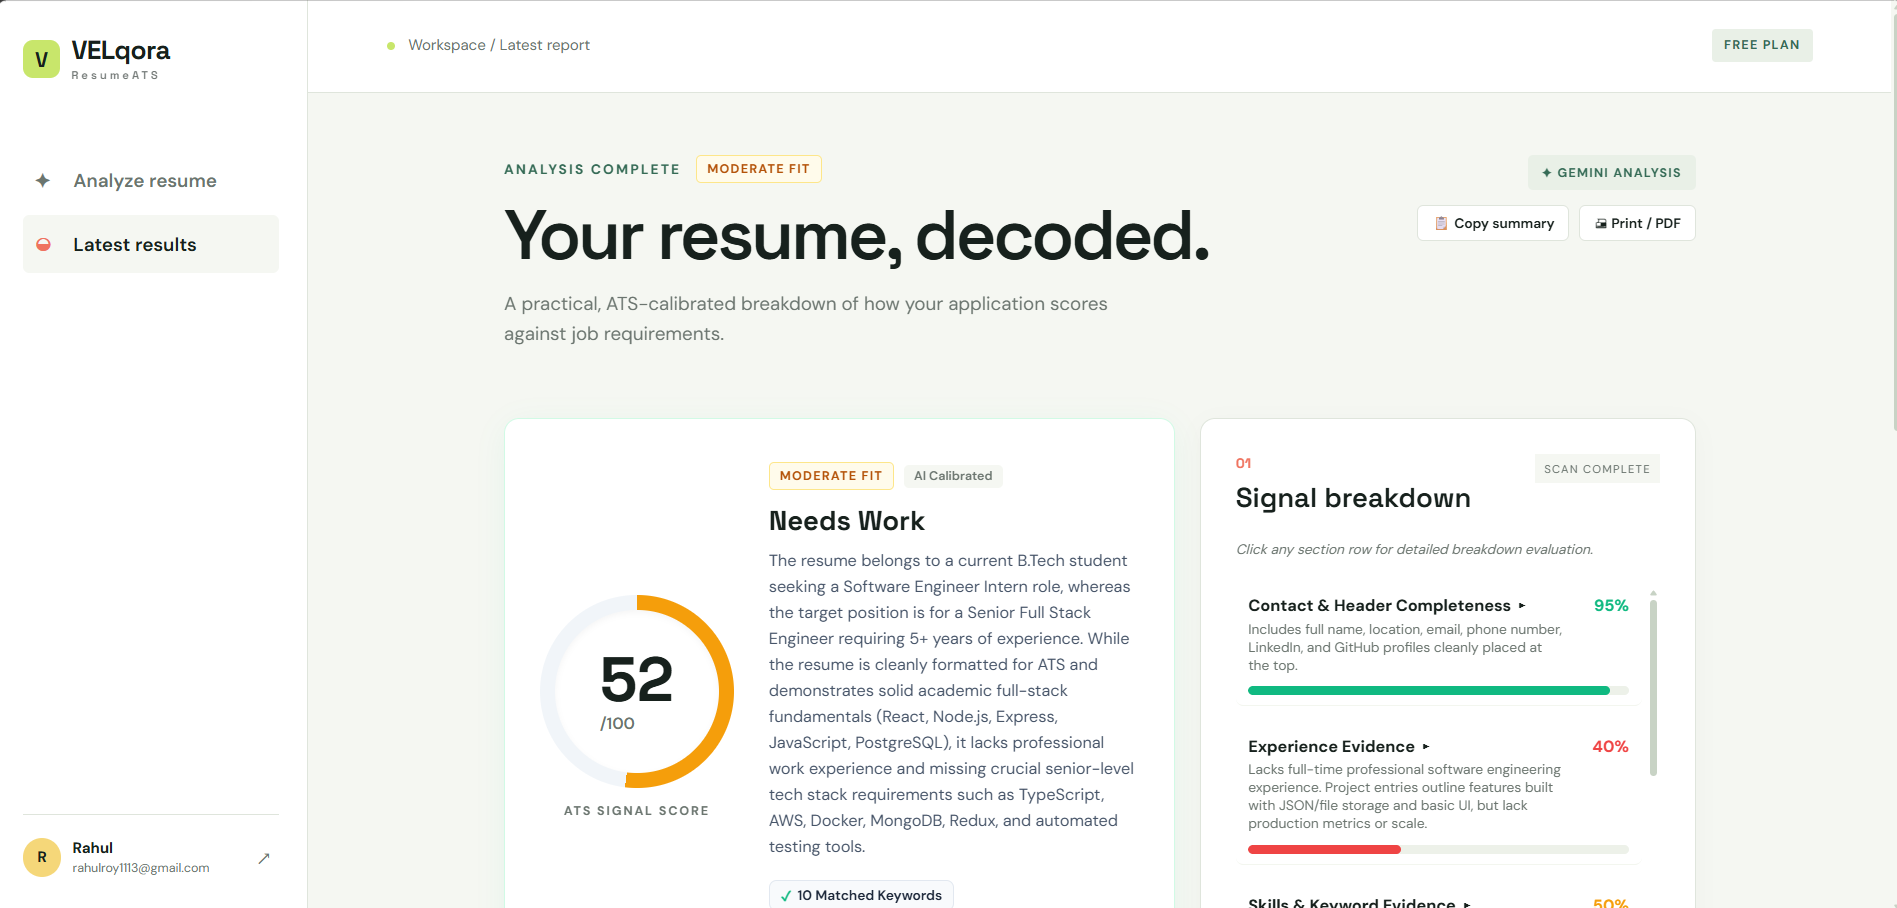 V
VELqora
ResumeATS
Analyze resume
Latest results
Rahul
R
rahulroy1113@gmail.com
Workspace / Latest report
FREE PLAN
ANALYSIS COMPLETE
MODERATE FIT
Your resume, decoded.
A practical, ATS-calibrated breakdown of how your application scores
against job requirements.
✦ GEMINI ANALYSIS
Copy summary
Print / PDF
52
/100
ATS SIGNAL SCORE
MODERATE FIT
AI Calibrated
Needs Work
The resume belongs to a current B.Tech student
seeking a Software Engineer Intern role, whereas
the target position is for a Senior Full Stack
Engineer requiring 5+ years of experience. While
the resume is cleanly formatted for ATS and
demonstrates solid academic full-stack
fundamentals (React, Node.js, Express,
JavaScript, PostgreSQL), it lacks professional
work experience and missing crucial senior-level
tech stack requirements such as TypeScript,
AWS, Docker, MongoDB, Redux, and automated
testing tools.
✓ 10 Matched Keywords
01
Signal breakdown
SCAN COMPLETE
Click any section row for detailed breakdown evaluation.
Contact & Header Completeness ▸
95%
Includes full name, location, email, phone number,
LinkedIn, and GitHub profiles cleanly placed at
the top.
Experience Evidence ▸
40%
Lacks full-time professional software engineering
experience. Project entries outline features built
with JSON/file storage and basic UI, but lack
production metrics or scale.
Skills & Keyword Evidence ▸
50%